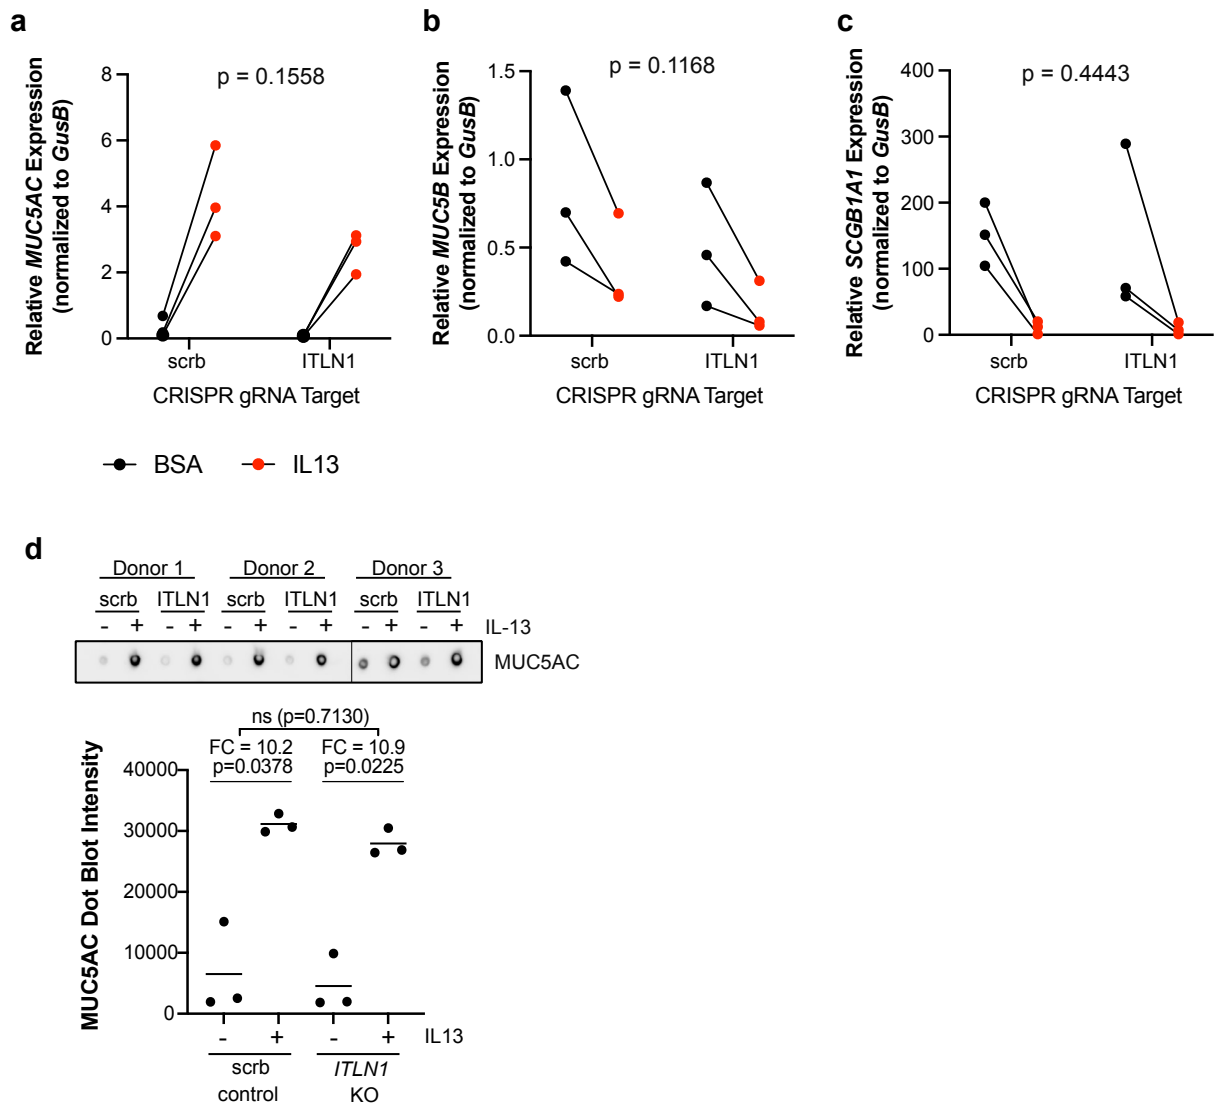 a
p = 0.1558
Relative MUC5AC Expression
(normalized to GusB)
8
6
4
2
0
scrb
ITLN1
CRISPR gRNA Target
b
p = 0.1168
Relative MUC5B Expression
(normalized to GusB)
1.5
1.0
0.5
0.0
scrb
ITLN1
CRISPR gRNA Target
c
p = 0.4443
Relative SCGB1A1 Expression
(normalized to GusB)
400
300
200
100
0
scrb
ITLN1
CRISPR gRNA Target
BSA
IL13
d
Donor 1 Donor 2 Donor 3
scrb ITLN1 scrb ITLN1 scrb ITLN1
- + - + - + - + - + - + IL-13
MUC5AC
ns (p=0.7130)
FC = 10.2 FC = 10.9
p=0.0378 p=0.0225
MUC5AC Dot Blot Intensity
40000
30000
20000
10000
0
- + - + IL13
scrb ITLN1
control KO